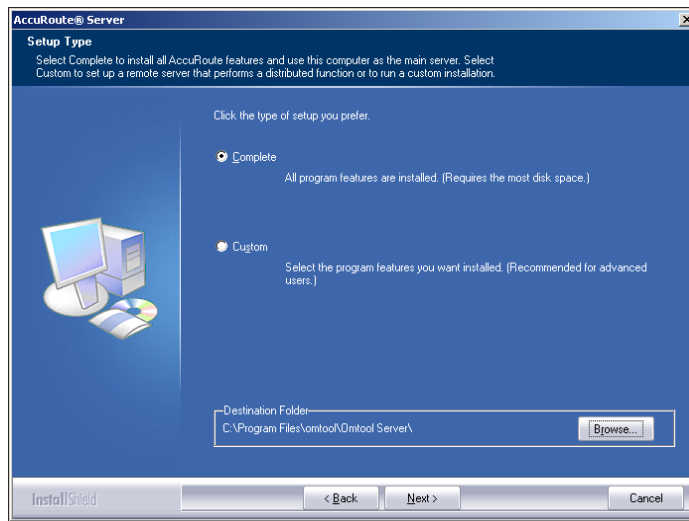 AccuRoute® Server
Setup Type
Select Complete to install all AccuRoute features and use this computer as the main server. Select
Custom to set up a remote server that performs a distributed function or to run a custom installation.
Click the type of setup you prefer.
Complete
All program features are installed. (Requires the most disk space.)
Custom
Select the program features you want installed. (Recommended for advanced
users.)
Destination Folder
C:\Program Files\omtool\Omtool Server\
Browse...
InstallShield
< Back
Next >
Cancel